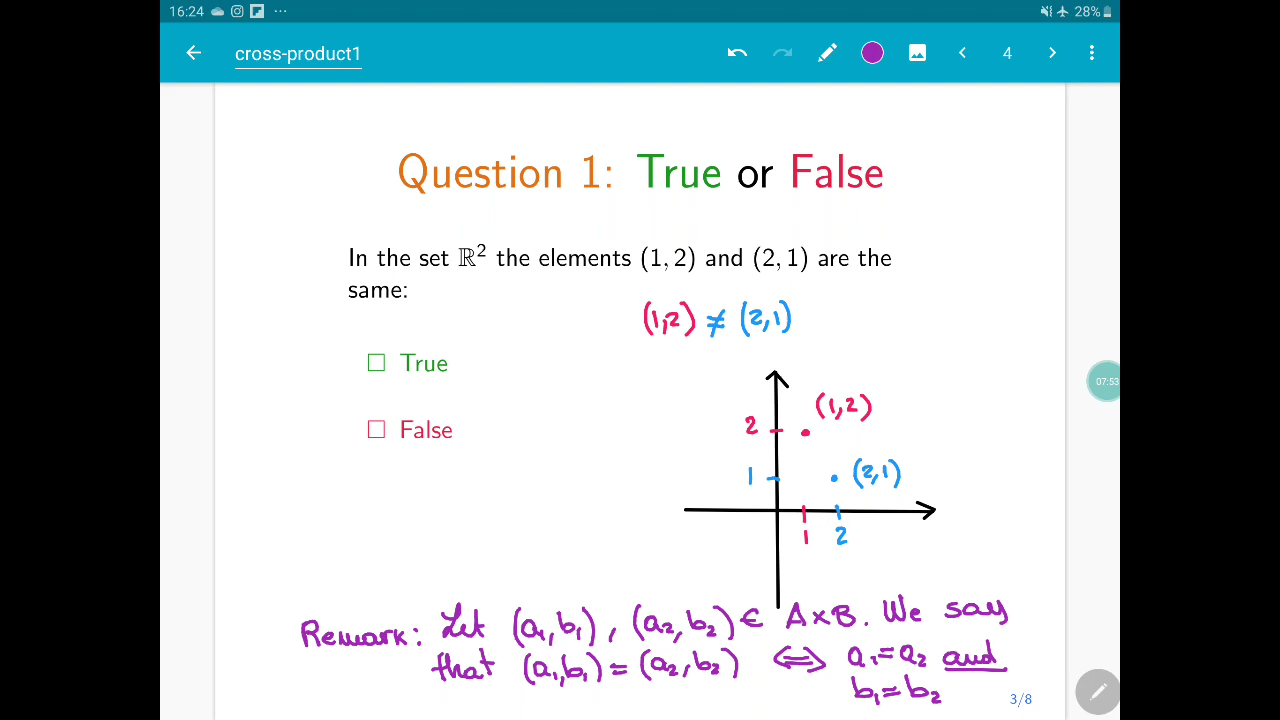 16:24 ... 28%
cross-product1 4
Question 1: True or False
In the set ℝ² the elements (1, 2) and (2, 1) are the
same:
(1,2) ≠ (2,1)
☐ True
☐ False
(1,2)
2
1
(2,1)
1 2
07:53
Remark: Let (a₁,b₁), (a₂,b₂) ∈ A×B. We say
that (a₁,b₁) = (a₂,b₂) ⟺ a₁=a₂ and
b₁=b₂
3/8